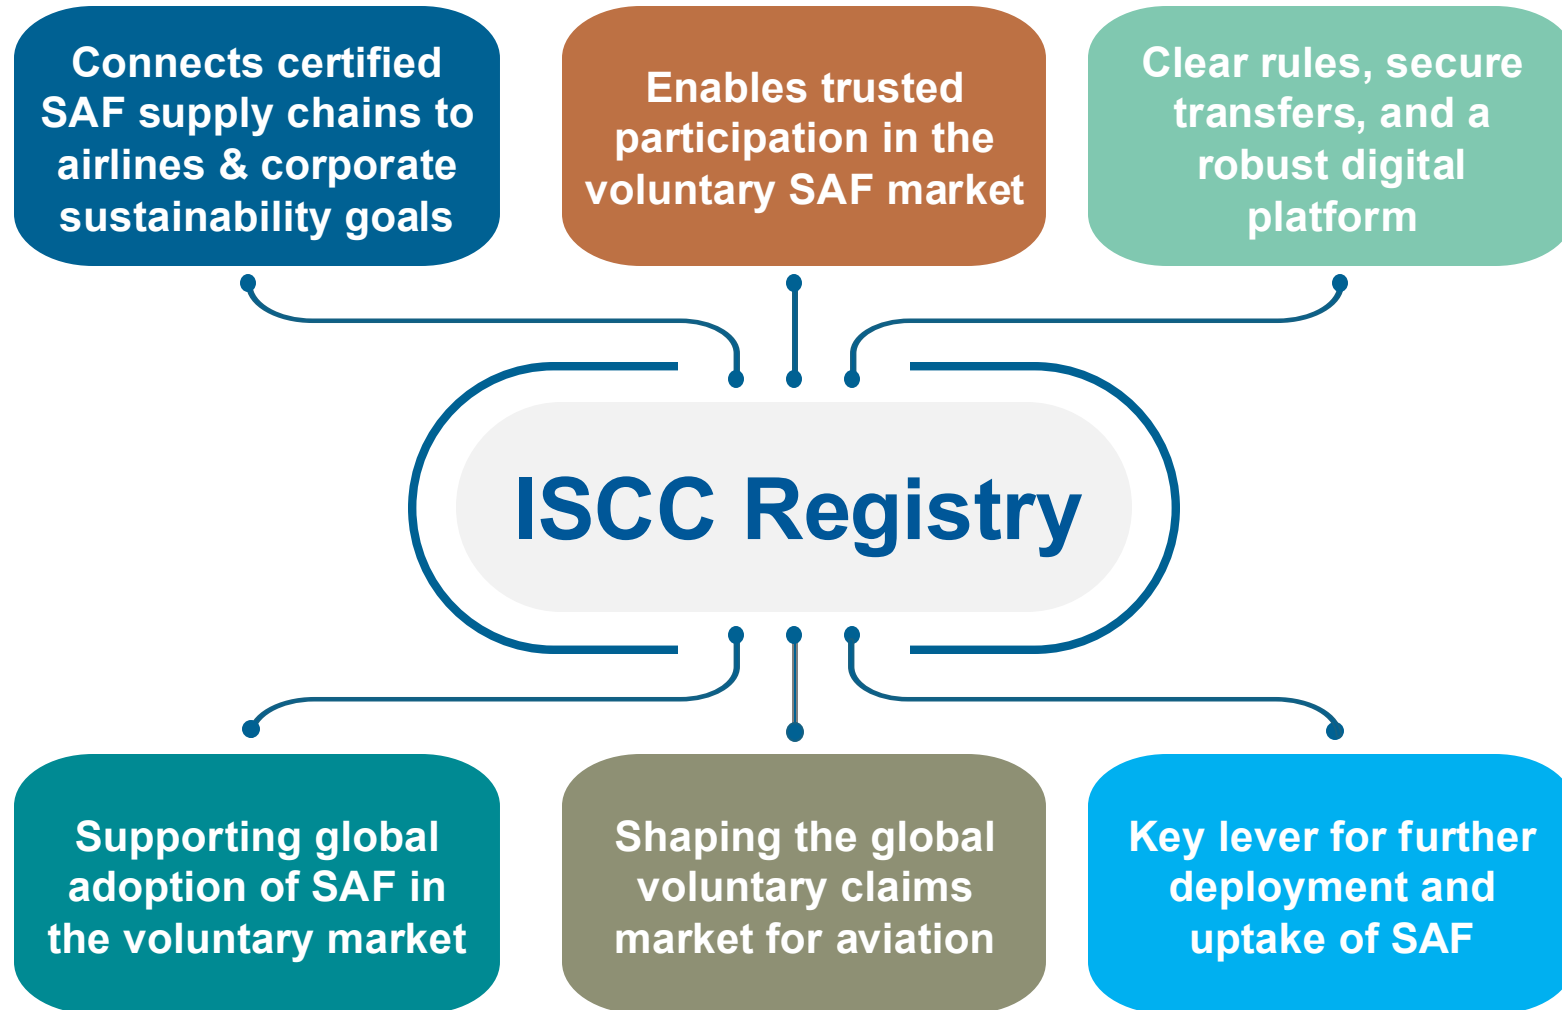 Connects certified
SAF supply chains to
airlines & corporate
sustainability goals
Enables trusted
participation in the
voluntary SAF market
Clear rules, secure
transfers, and a
robust digital
platform
ISCC Registry
Supporting global
adoption of SAF in
the voluntary market
Shaping the global
voluntary claims
market for aviation
Key lever for further
deployment and
uptake of SAF